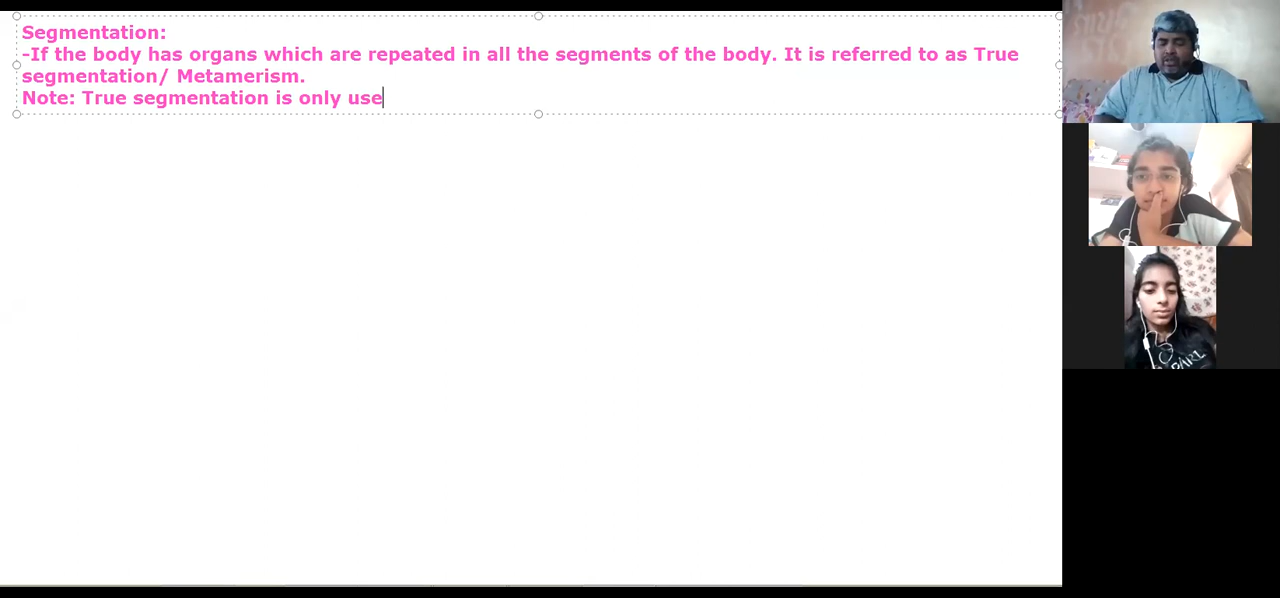 Segmentation:
-If the body has organs which are repeated in all the segments of the body. It is referred to as True
segmentation/ Metamerism.
Note: True segmentation is only use